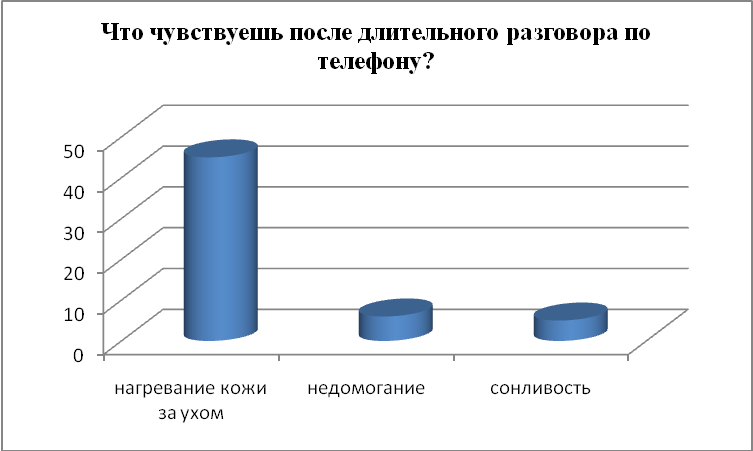 Что чувствуешь после длительного разговора по
телефону?
50
40
30
20
10
0
нагревание кожи
за ухом
недомогание
сонливость